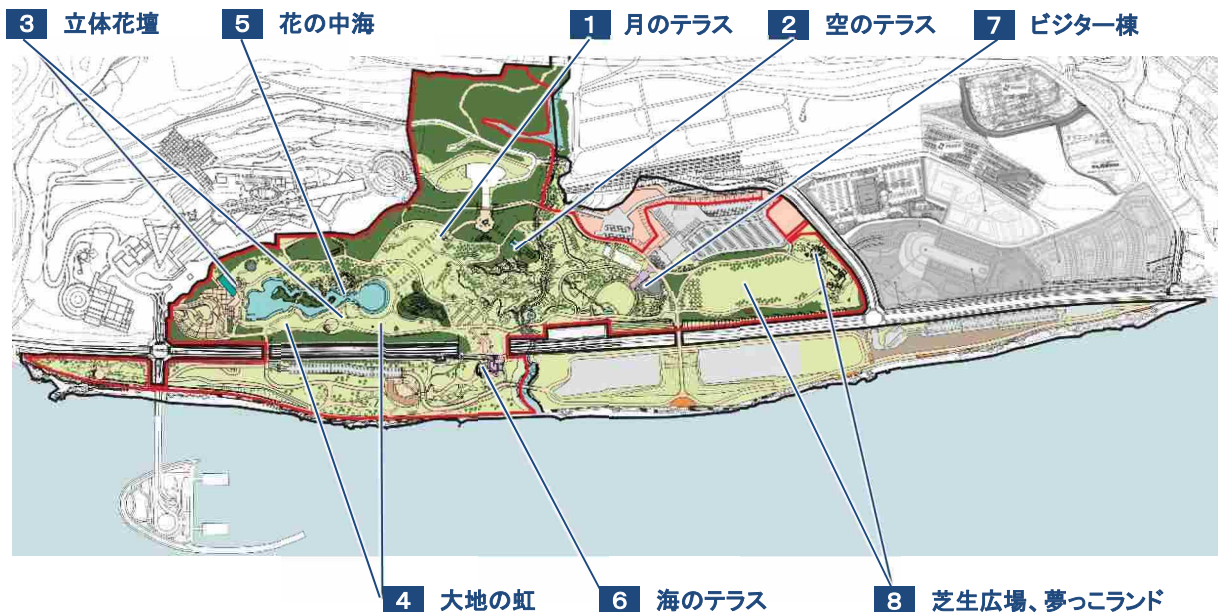 3 立体花壇
5 花の中海
1 月のテラス
2 空のテラス
7 ビジター棟
4 大地の虹
6 海のテラス
8 芝生広場、夢っこランド